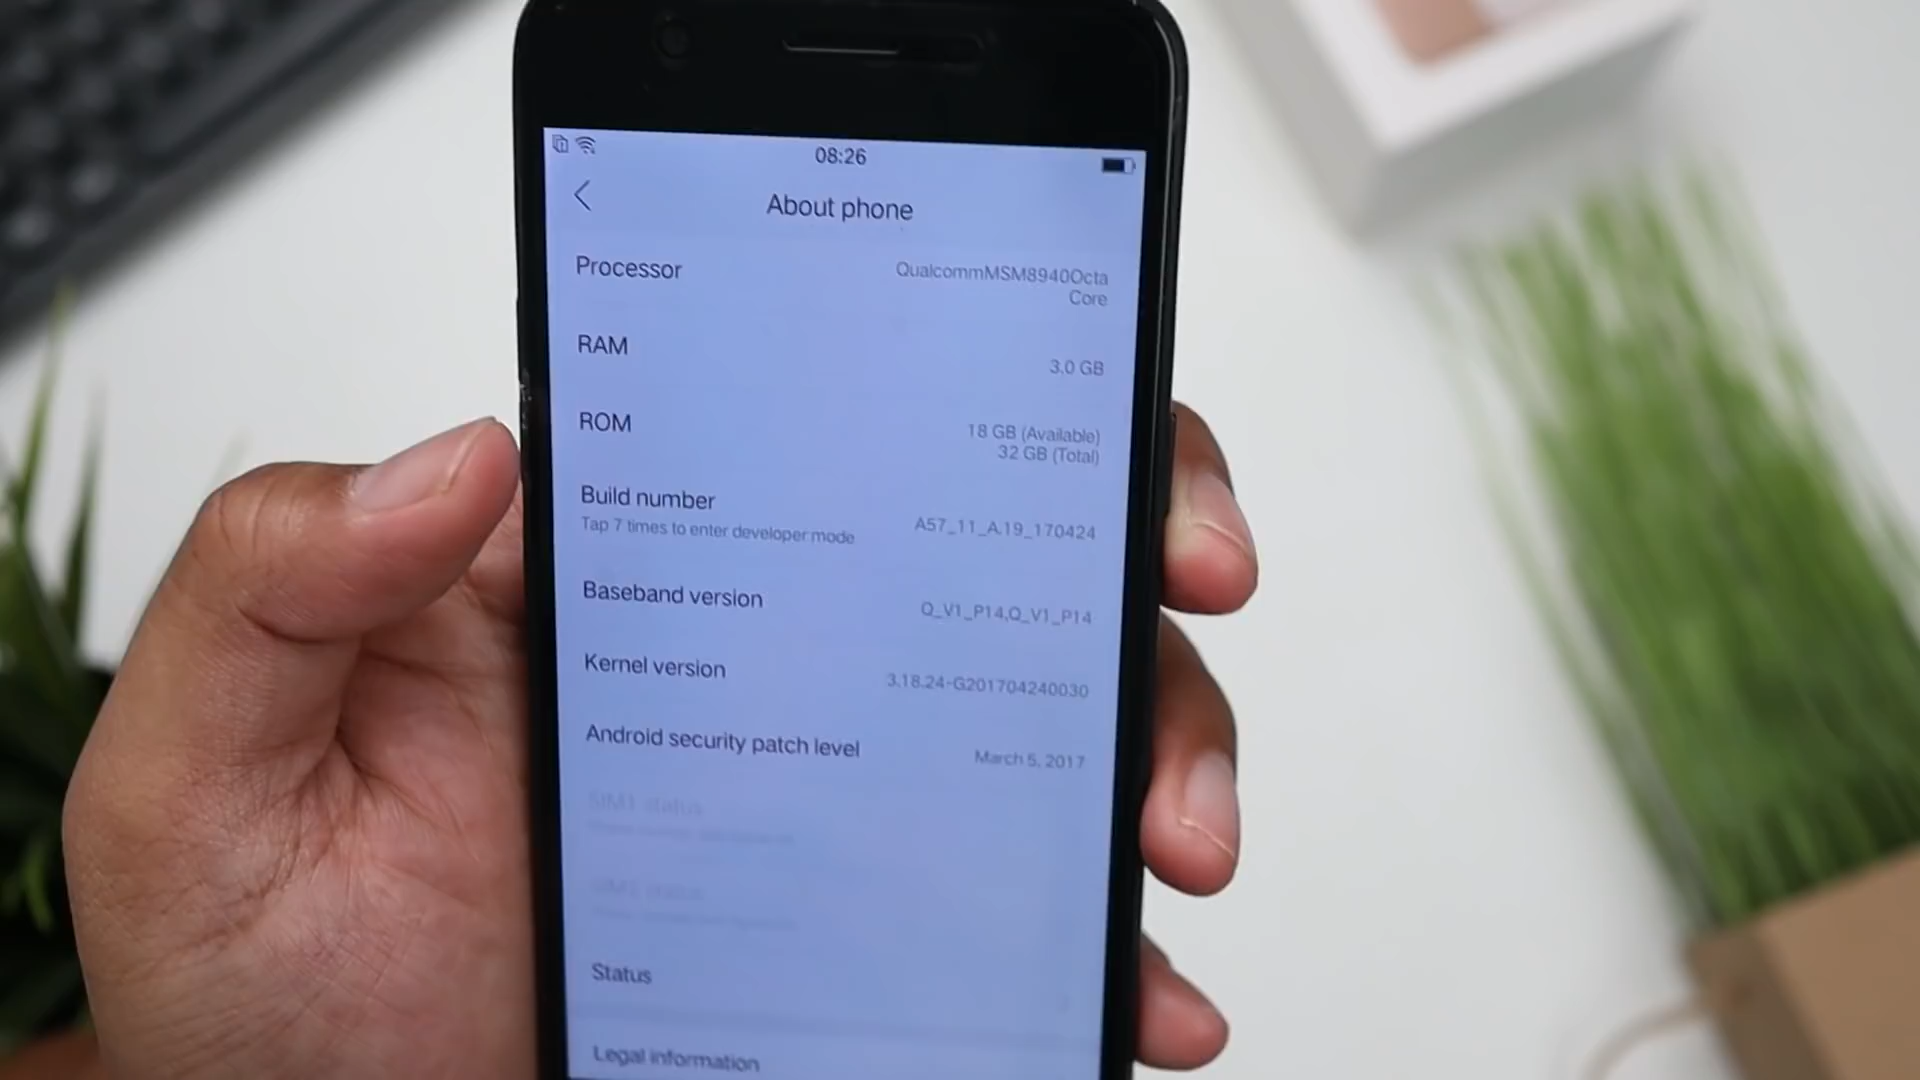 08:26
About phone
Processor
QualcommMSM8940Octa
Core
RAM
3.0 GB
ROM
18 GB (Available)
32 GB (Total)
Build number
Tap 7 times to enter developer mode
A57_11_A.19_170424
Baseband version
Q_V1_P14,Q_V1_P14
Kernel version
3.18.24-G201704240030
Android security patch level
March 5, 2017
SIM1 status
Status
Legal information